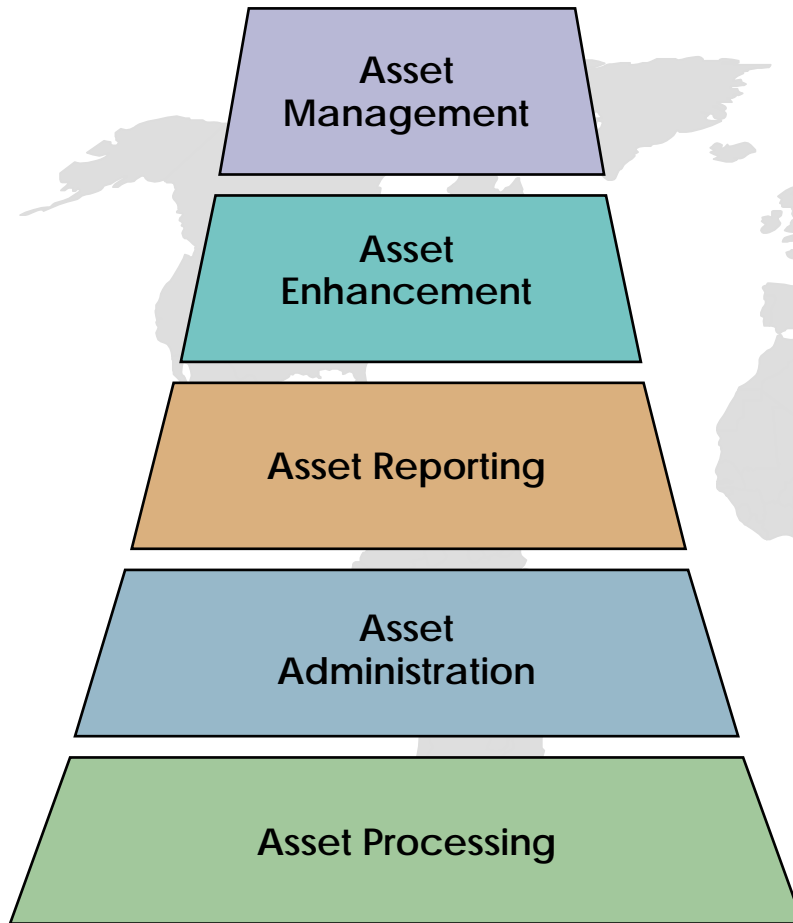 Asset
Management
Asset
Enhancement
Asset Reporting
Asset
Administration
Asset Processing